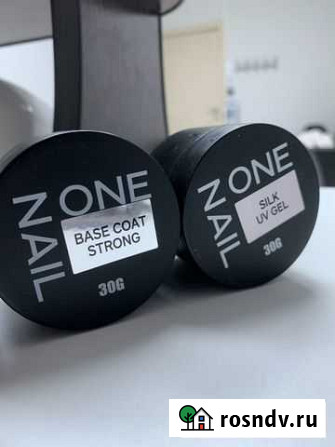 ONE
NAIL
BASE COAT
STRONG
30G
ONE
NAIL
SILK
UV GEL
30G
rosndv.ru